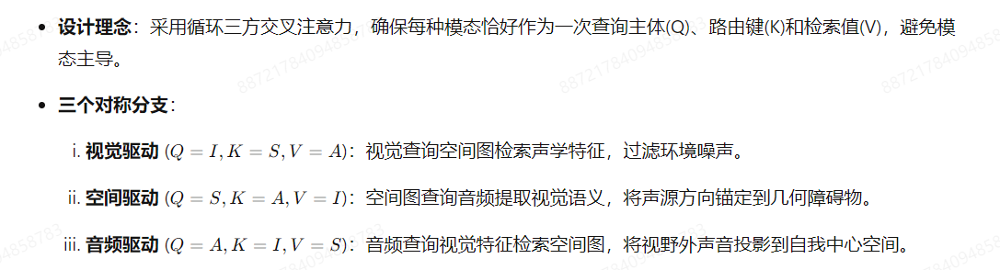 • 设计理念：采用循环三方交叉注意力，确保每种模态恰好作为一次查询主体(Q)、路由键(K)和检索值(V)，避免模
态主导。
• 三个对称分支：
i. 视觉驱动 (Q = I, K = S, V = A)：视觉查询空间图检索声学特征，过滤环境噪声。
ii. 空间驱动 (Q = S, K = A, V = I)：空间图查询音频提取视觉语义，将声源方向锚定到几何障碍物。
iii. 音频驱动 (Q = A, K = I, V = S)：音频查询视觉特征检索空间图，将视野外声音投影到自我中心空间。